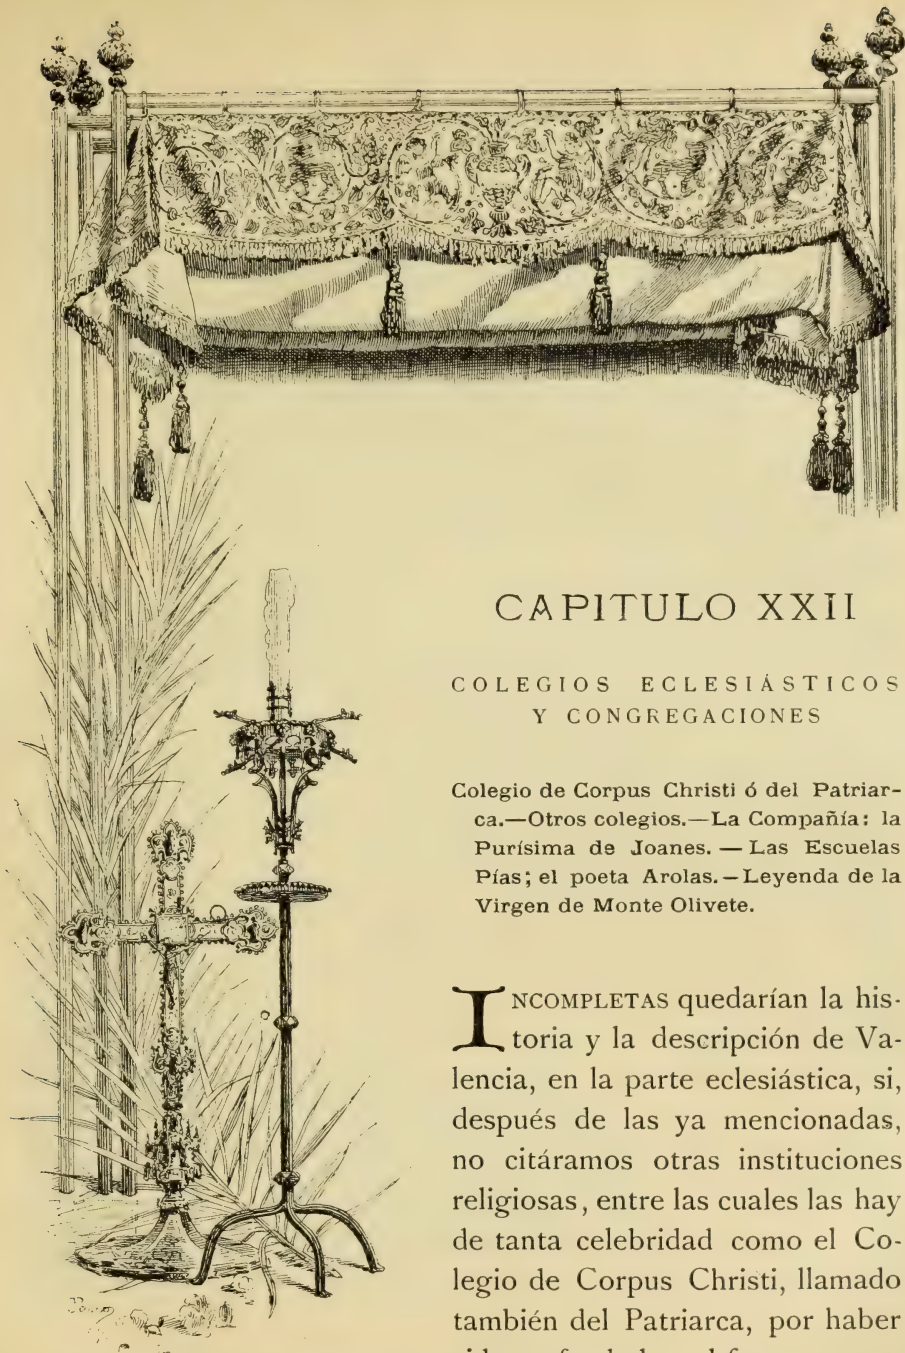 CAPITULO XXII
COLEGIOS ECLESIÁSTICOS
Y CONGREGACIONES
Colegio de Corpus Christi ó del Patriar-
ca.—Otros colegios.—La Compañía: la
Purísima de Joanes. — Las Escuelas
Pías; el poeta Arolas.—Leyenda de la
Virgen de Monte Olivete.
INCOMPLETAS quedarían la his-
toria y la descripción de Va-
lencia, en la parte eclesiástica, si,
después de las ya mencionadas,
no citáramos otras instituciones
religiosas, entre las cuales las hay
de tanta celebridad como el Co-
legio de Corpus Christi, llamado
también del Patriarca, por haber